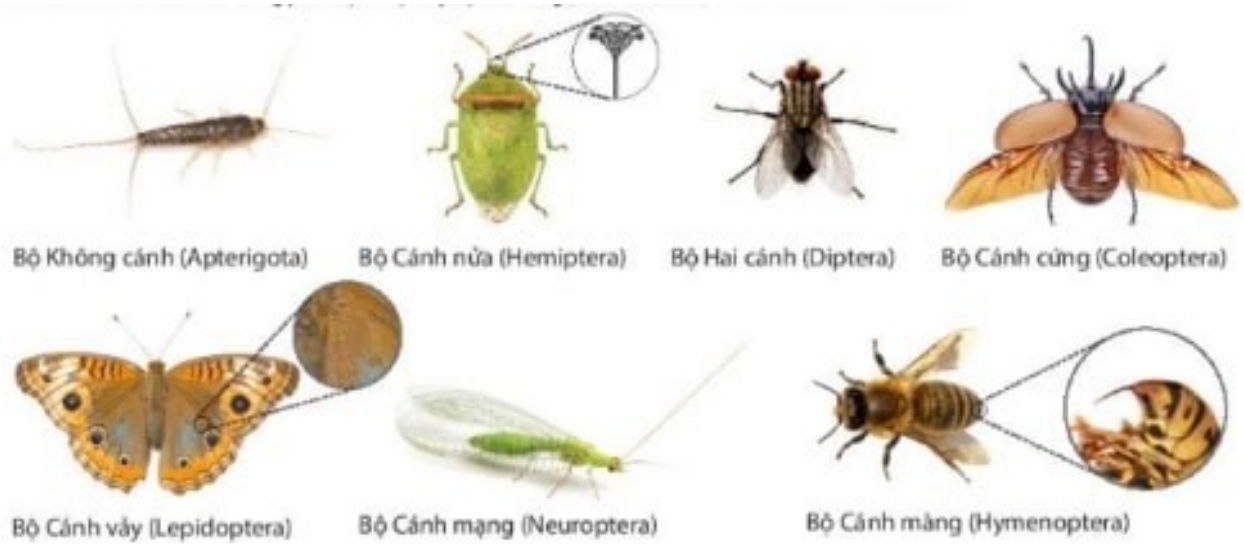 Bộ Không cánh (Apterigota)
Bộ Cánh nửa (Hemiptera)
Bộ Hai cánh (Diptera)
Bộ Cánh cứng (Coleoptera)
Bộ Cánh vảy (Lepidoptera)
Bộ Cánh mạng (Neuroptera)
Bộ Cánh màng (Hymenoptera)